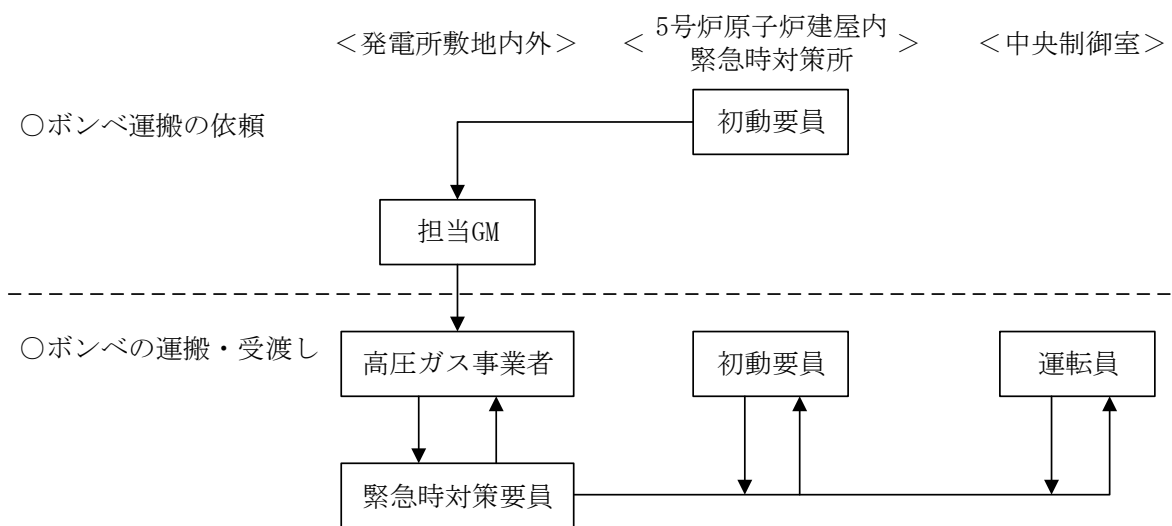 ＜発電所敷地内外＞
＜5号炉原子炉建屋内
緊急時対策所＞
＜中央制御室＞
○ボンベ運搬の依頼
初動要員
担当GM
○ボンベの運搬・受渡し
高圧ガス事業者
初動要員
運転員
緊急時対策要員